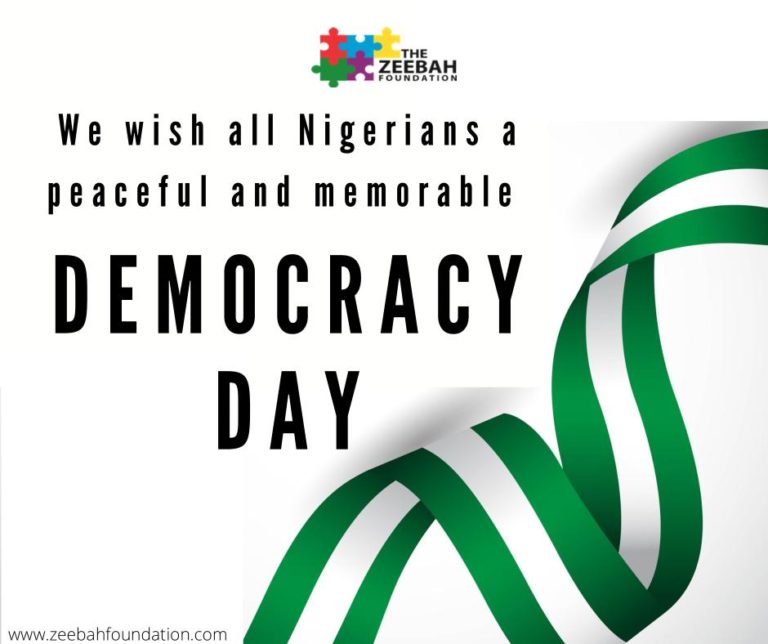 THE
ZEEBAH
FOUNDATION
We wish all Nigerians a
peaceful and memorable
DEMOCRACY
DAY
www.zeebahfoundation.com